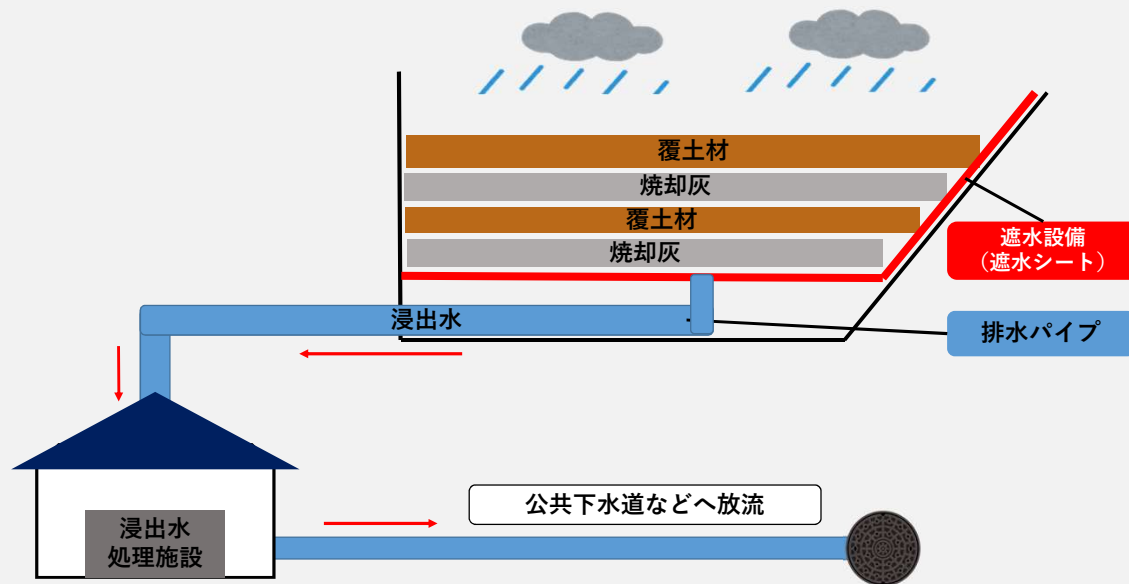 覆土材
焼却灰
覆土材
焼却灰
遮水設備
（遮水シート）
浸出水
排水パイプ
公共下水道などへ放流
浸出水
処理施設